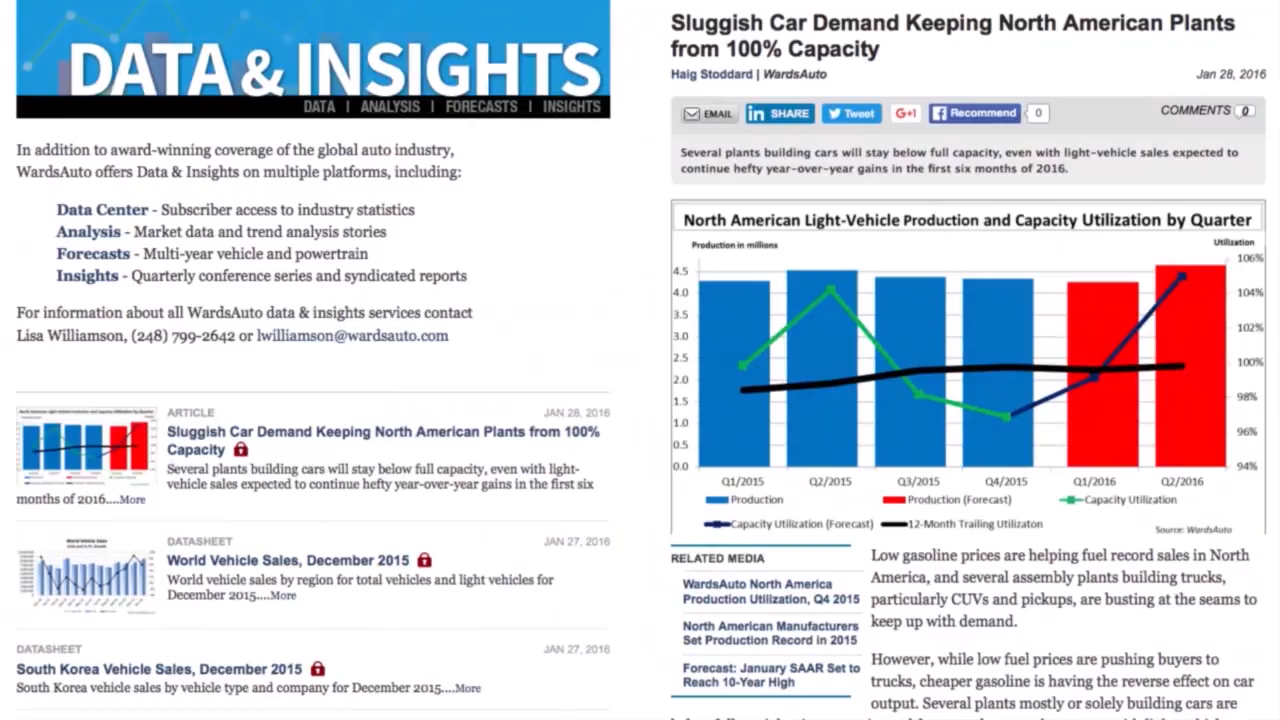 DATA & INSIGHTS
DATA | ANALYSIS | FORECASTS | INSIGHTS
In addition to award-winning coverage of the global auto industry,
WardsAuto offers Data & Insights on multiple platforms, including:
Data Center - Subscriber access to industry statistics
Analysis - Market data and trend analysis stories
Forecasts - Multi-year vehicle and powertrain
Insights - Quarterly conference series and syndicated reports
For information about all WardsAuto data & insights services contact
Lisa Williamson, (248) 799-2642 or lwilliamson@wardsauto.com
ARTICLE JAN 28, 2016
Sluggish Car Demand Keeping North American Plants from 100%
Capacity
Several plants building cars will stay below full capacity, even with light-
vehicle sales expected to continue hefty year-over-year gains in the first six
months of 2016....More
DATASHEET JAN 27, 2016
World Vehicle Sales, December 2015
World vehicle sales by region for total vehicles and light vehicles for
December 2015....More
DATASHEET JAN 27, 2016
South Korea Vehicle Sales, December 2015
South Korea vehicle sales by vehicle type and company for December 2015....More
Sluggish Car Demand Keeping North American Plants
from 100% Capacity
Haig Stoddard | WardsAuto Jan 28, 2016
EMAIL in SHARE Tweet G+1 Recommend 0 COMMENTS 0
Several plants building cars will stay below full capacity, even with light-vehicle sales expected to
continue hefty year-over-year gains in the first six months of 2016.
North American Light-Vehicle Production and Capacity Utilization by Quarter
Production in millions Utilization
4.5 106%
4.0 104%
3.5
3.0 102%
2.5 100%
2.0
1.5 98%
1.0 96%
0.5
0.0 94%
Q1/2015 Q2/2015 Q3/2015 Q4/2015 Q1/2016 Q2/2016
Production Production (Forecast) Capacity Utilization
Capacity Utilization (Forecast) 12-Month Trailing Utilizaton
Source: WardsAuto
RELATED MEDIA
WardsAuto North America
Production Utilization, Q4 2015
North American Manufacturers
Set Production Record in 2015
Forecast: January SAAR Set to
Reach 10-Year High
Low gasoline prices are helping fuel record sales in North
America, and several assembly plants building trucks,
particularly CUVs and pickups, are busting at the seams to
keep up with demand.
However, while low fuel prices are pushing buyers to
trucks, cheaper gasoline is having the reverse effect on car
output. Several plants mostly or solely building cars are